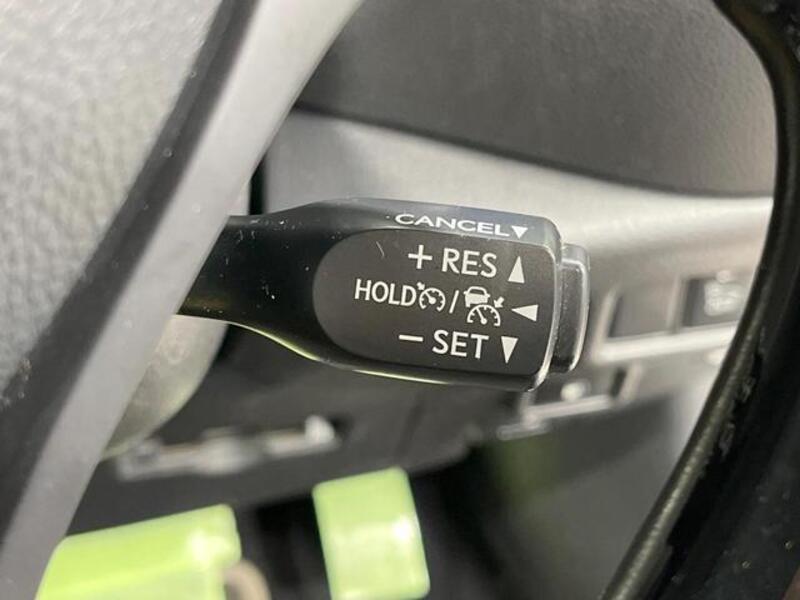 CANCEL▼
+ RES ▲
HOLD / ◀
− SET ▼